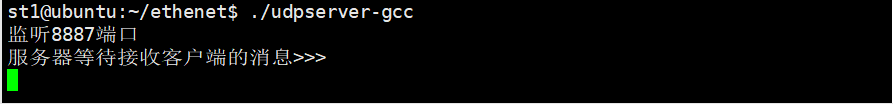 st1@ubuntu:~/ethenet$ ./udpserver-gcc
监听8887端口
服务器等待接收客户端的消息>>>